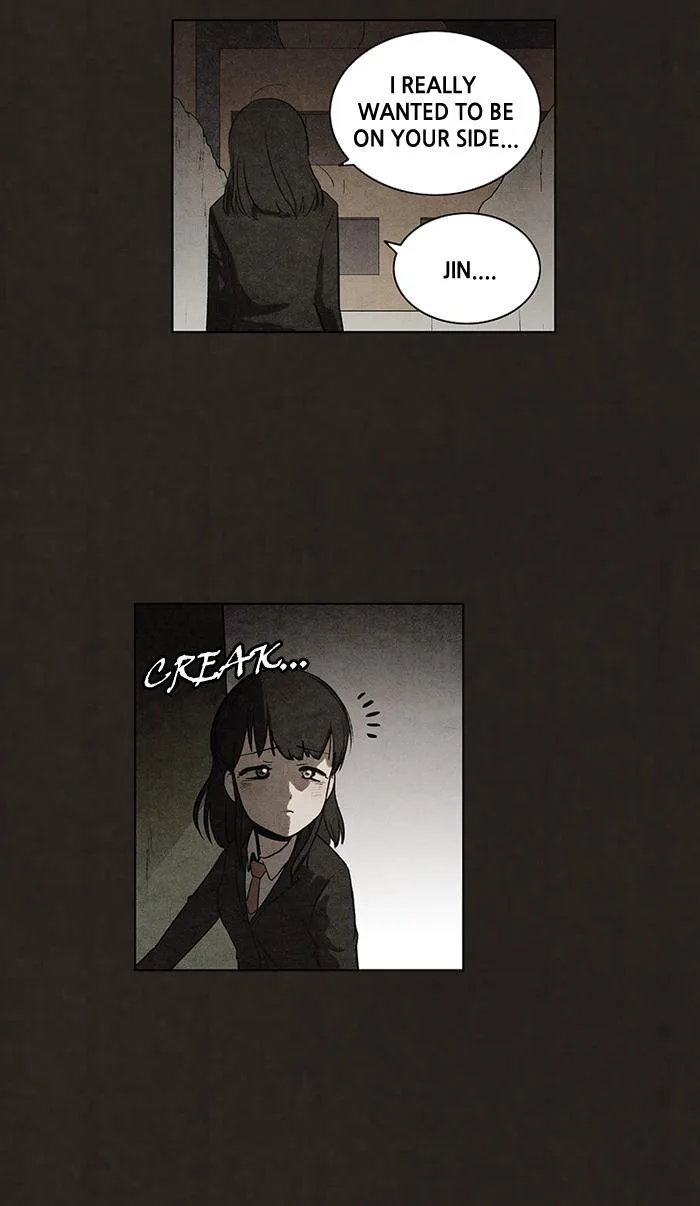 I REALLY
WANTED TO BE
ON YOUR SIDE...
JIN....
CREAK...